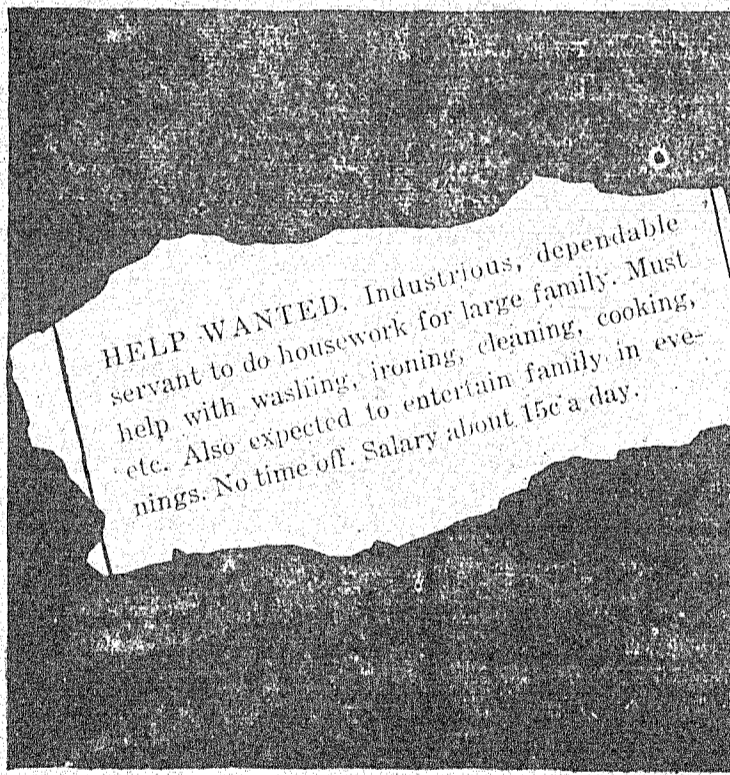 HELP WANTED. Industrious, dependable
servant to do housework for large family. Must
help with washing, ironing, cleaning, cooking,
etc. Also expected to entertain family in eve-
nings. No time off. Salary about 15c a day.